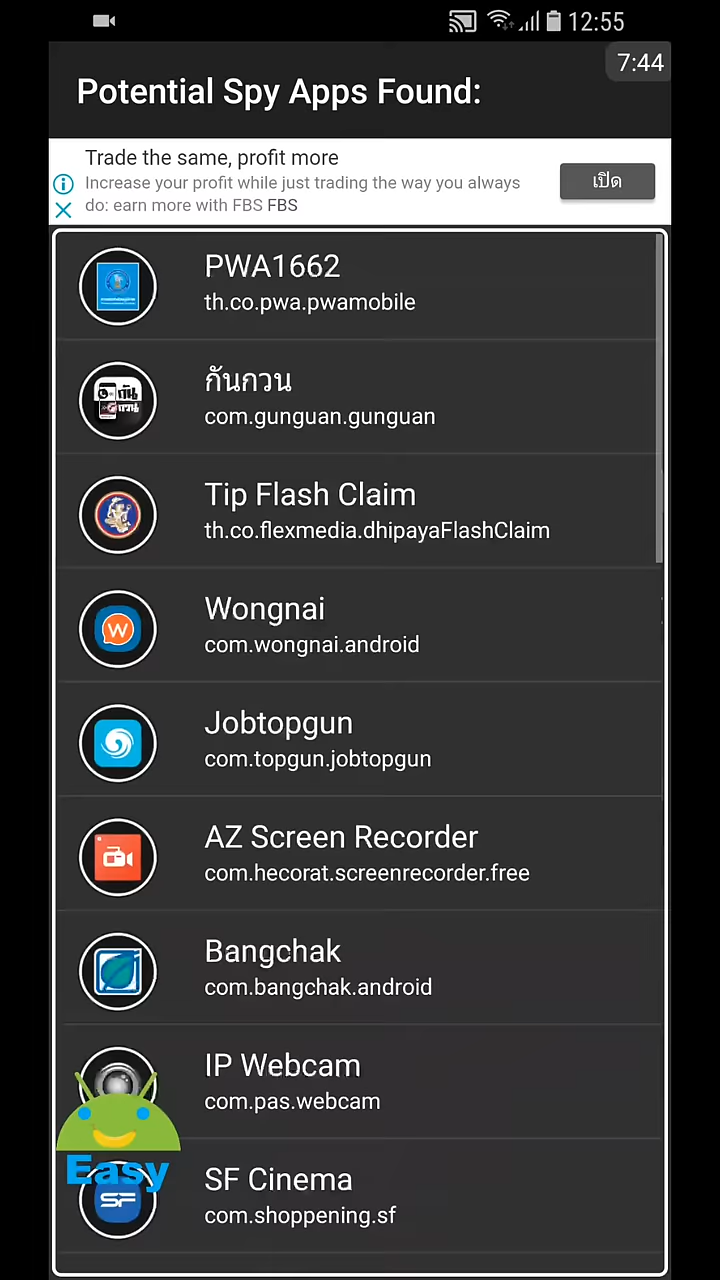 12:55
7:44
Potential Spy Apps Found:
Trade the same, profit more
Increase your profit while just trading the way you always
do: earn more with FBS FBS
เปิด
PWA1662
th.co.pwa.pwamobile
กันกวน
com.gunguan.gunguan
Tip Flash Claim
th.co.flexmedia.dhipayaFlashClaim
W
Wongnai
com.wongnai.android
Jobtopgun
com.topgun.jobtopgun
AZ Screen Recorder
com.hecorat.screenrecorder.free
Bangchak
com.bangchak.android
IP Webcam
com.pas.webcam
Easy
SF
SF Cinema
com.shoppening.sf